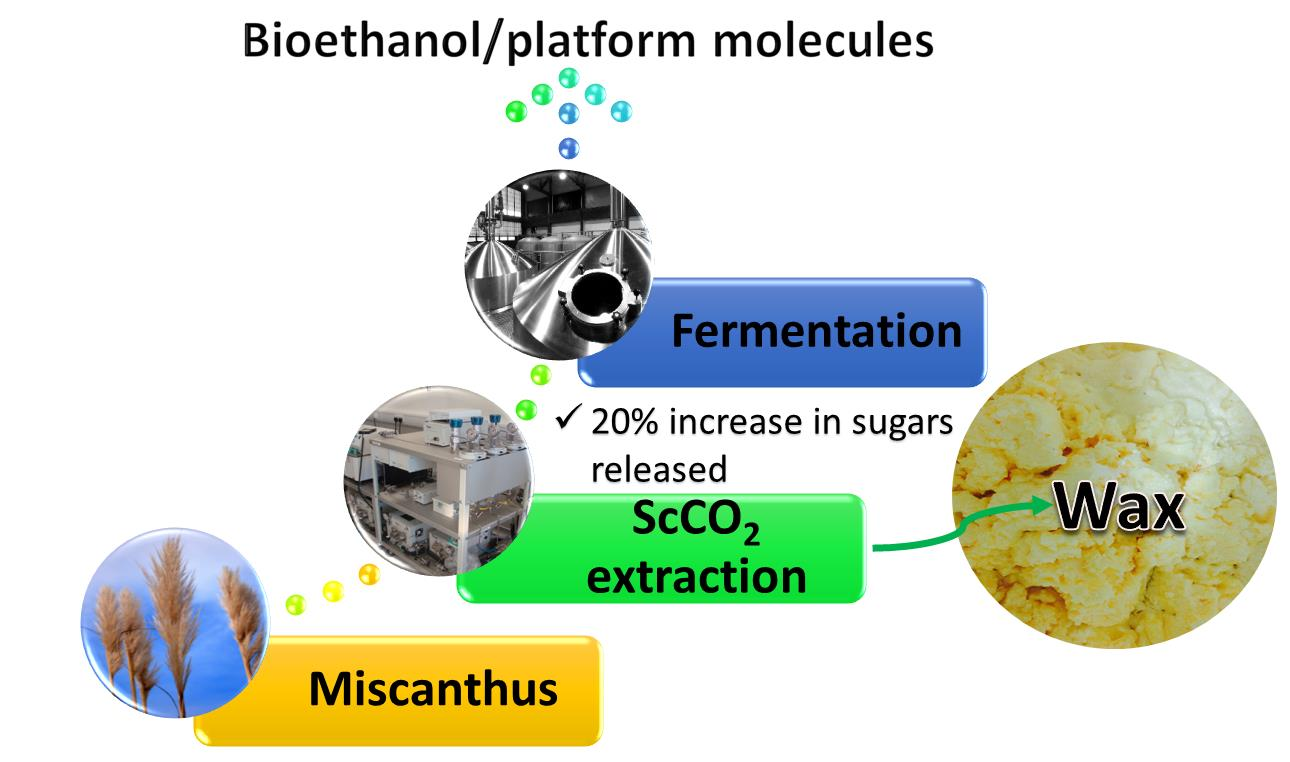 Bioethanol/platform molecules
Fermentation
✓ 20% increase in sugars
released
ScCO₂
extraction
Wax
Miscanthus